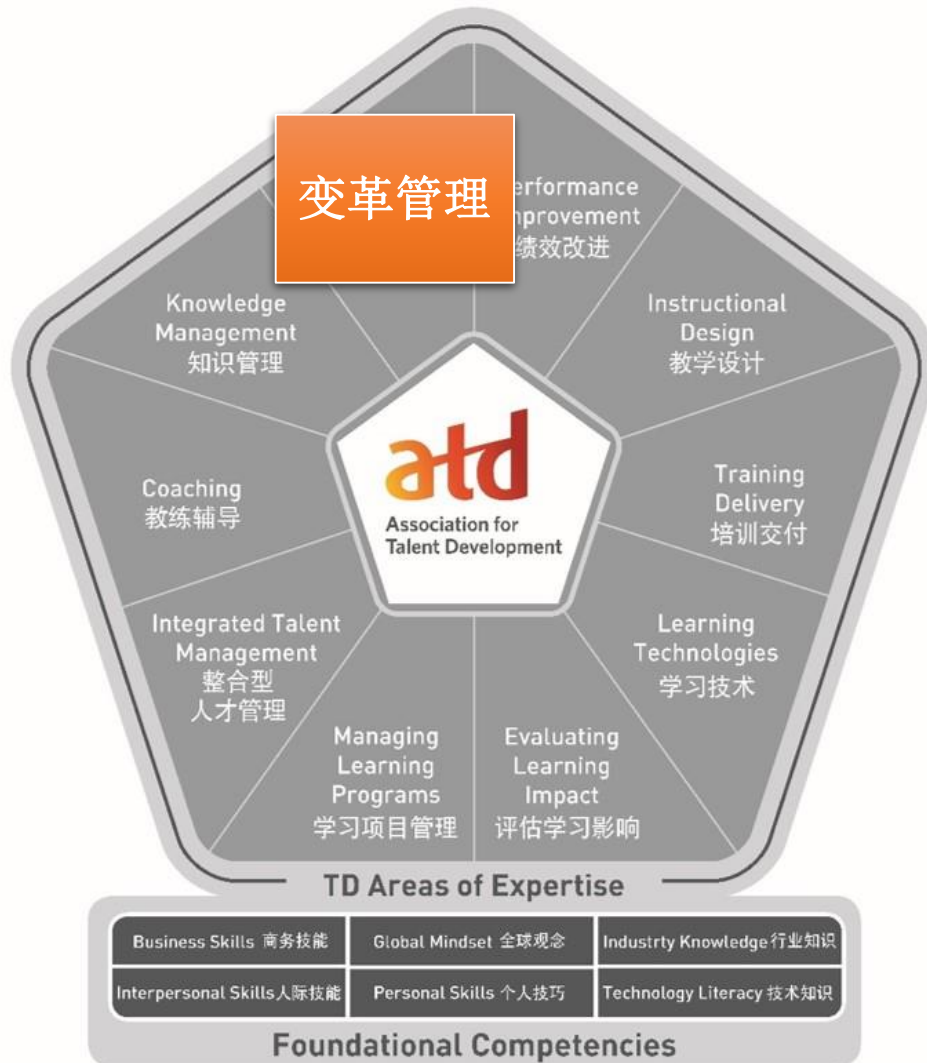 变革管理
erformance
provement
绩效改进
Knowledge
Management
知识管理
Instructional
Design
教学设计
atd
Association for
Talent Development
Coaching
教练辅导
Training
Delivery
培训交付
Integrated Talent
Management
整合型
人才管理
Learning
Technologies
学习技术
Managing
Learning
Programs
学习项目管理
Evaluating
Learning
Impact
评估学习影响
TD Areas of Expertise
Business Skills 商务技能
Global Mindset 全球观念
Industrty Knowledge 行业知识
Interpersonal Skills 人际技能
Personal Skills 个人技巧
Technology Literacy 技术知识
Foundational Competencies